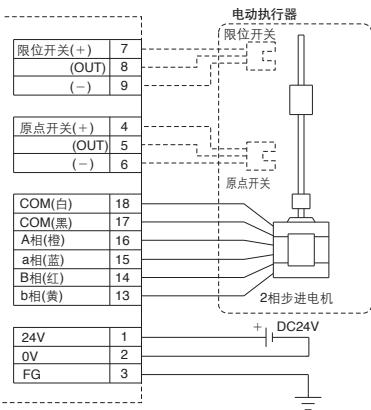 电动执行器
限位开关
限位开关(+) 7
(OUT) 8
(−) 9
原点开关(+) 4
(OUT) 5
(−) 6
原点开关
COM(白) 18
COM(黑) 17
A相(橙) 16
a相(蓝) 15
B相(红) 14
b相(黄) 13
2相步进电机
+ DC24V
24V 1
0V 2
FG 3